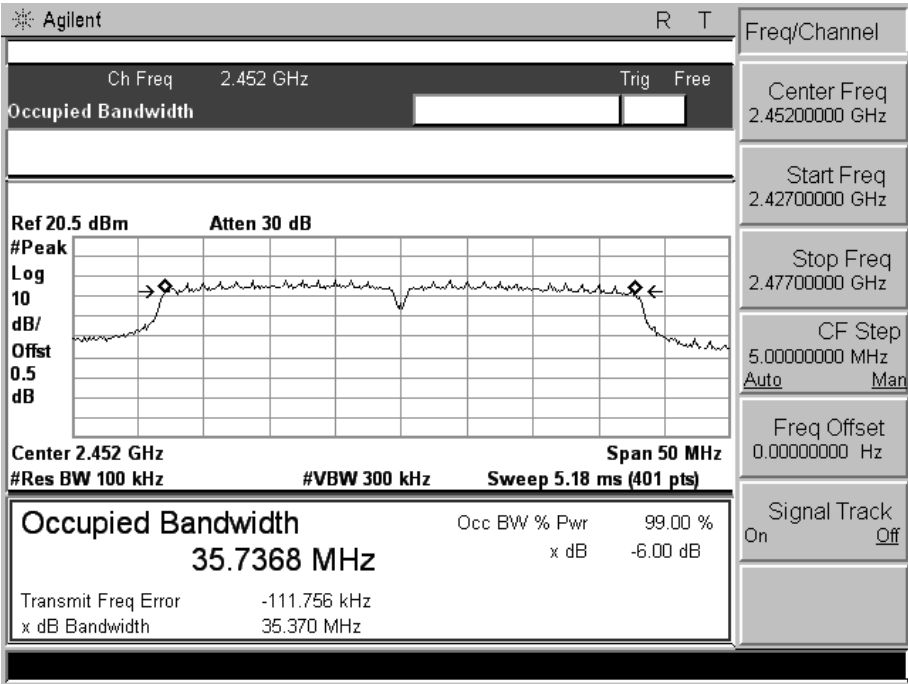 Agilent R T
Freq/Channel
Ch Freq 2.452 GHz Trig Free
Occupied Bandwidth
Center Freq
2.45200000 GHz
Start Freq
2.42700000 GHz
Stop Freq
2.47700000 GHz
CF Step
5.00000000 MHz
Auto Man
Freq Offset
0.00000000 Hz
Signal Track
On Off
Ref 20.5 dBm Atten 30 dB
#Peak
Log
10
dB/
Offst
0.5
dB
Center 2.452 GHz Span 50 MHz
#Res BW 100 kHz #VBW 300 kHz Sweep 5.18 ms (401 pts)
Occupied Bandwidth Occ BW % Pwr 99.00 %
35.7368 MHz x dB -6.00 dB
Transmit Freq Error -111.756 kHz
x dB Bandwidth 35.370 MHz